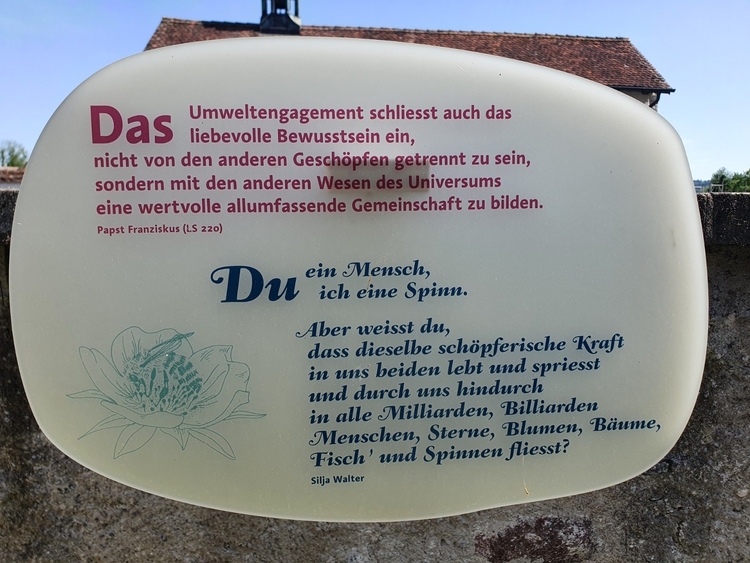 Das Umweltengagement schliesst auch das
liebevolle Bewusstsein ein,
nicht von den anderen Geschöpfen getrennt zu sein,
sondern mit den anderen Wesen des Universums
eine wertvolle allumfassende Gemeinschaft zu bilden.
Papst Franziskus (LS 220)
Du ein Mensch,
ich eine Spinn.
Aber weisst du,
dass dieselbe schöpferische Kraft
in uns beiden lebt und spriesst
und durch uns hindurch
in alle Milliarden, Billiarden
Menschen, Sterne, Blumen, Bäume,
Fisch' und Spinnen fliesst?
Silja Walter